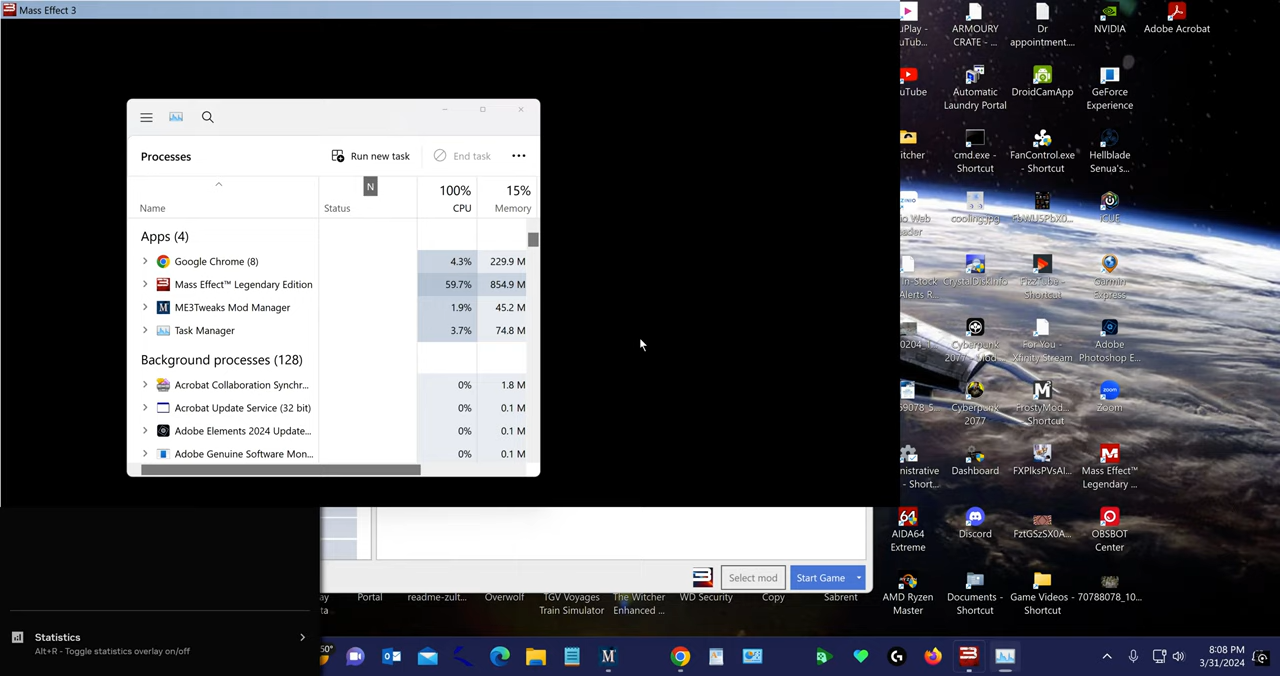 Mass Effect 3
Processes
Run new task
End task
N
100%
15%
Name
Status
CPU
Memory
Apps (4)
Google Chrome (8)
4.3%
229.9 M
Mass Effect™ Legendary Edition
59.7%
854.9 M
ME3Tweaks Mod Manager
1.9%
45.2 M
Task Manager
3.7%
74.8 M
Background processes (128)
Acrobat Collaboration Synchr...
0%
1.8 M
Acrobat Update Service (32 bit)
0%
0.1 M
Adobe Elements 2024 Update...
0%
0.1 M
Adobe Genuine Software Mon...
0%
0.1 M
Select mod
Start Game
Statistics
Alt+R - Toggle statistics overlay on/off
ARMOURY
CRATE - ...
Dr
appointment....
NVIDIA
Adobe Acrobat
Automatic
Laundry Portal
DroidCamApp
GeForce
Experience
cmd.exe -
Shortcut
FanControl.exe
- Shortcut
Hellblade
Senua's...
cooling.jpg
iCUE
CrystalDiskInfo
FizzTube -
Shortcut
Garmin
Express
Cyberpunk
2077 - Mod ...
For You -
Xfinity Stream
Adobe
Photoshop E...
Cyberpunk
2077
FrostyMod...
- Shortcut
Zoom
Dashboard
FXPIksPVsAI...
Mass Effect™
Legendary ...
AIDA64
Extreme
Discord
FztGSzSX0A...
OBSBOT
Center
AMD Ryzen
Master
Documents -
Shortcut
Game Videos -
Shortcut
70788078_10...
Portal
readme-zult...
Overwolf
TGV Voyages
Train Simulator
The Witcher
Enhanced ...
WD Security
Copy
Sabrent
8:08 PM
3/31/2024